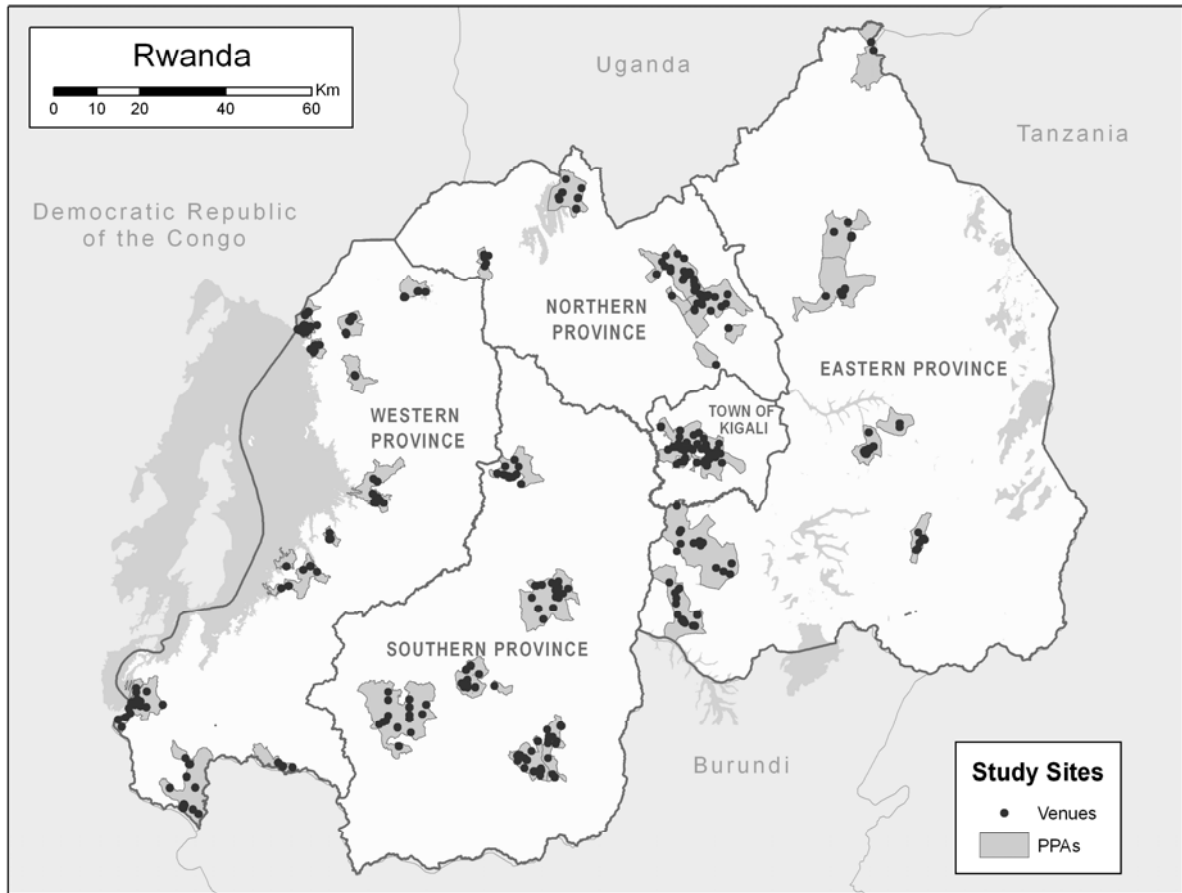 Rwanda
Km
0 10 20 40 60
Uganda
Tanzania
Democratic Republic
of the Congo
NORTHERN
PROVINCE
EASTERN PROVINCE
WESTERN
PROVINCE
TOWN OF
KIGALI
SOUTHERN PROVINCE
Burundi
Study Sites
Venues
PPAs